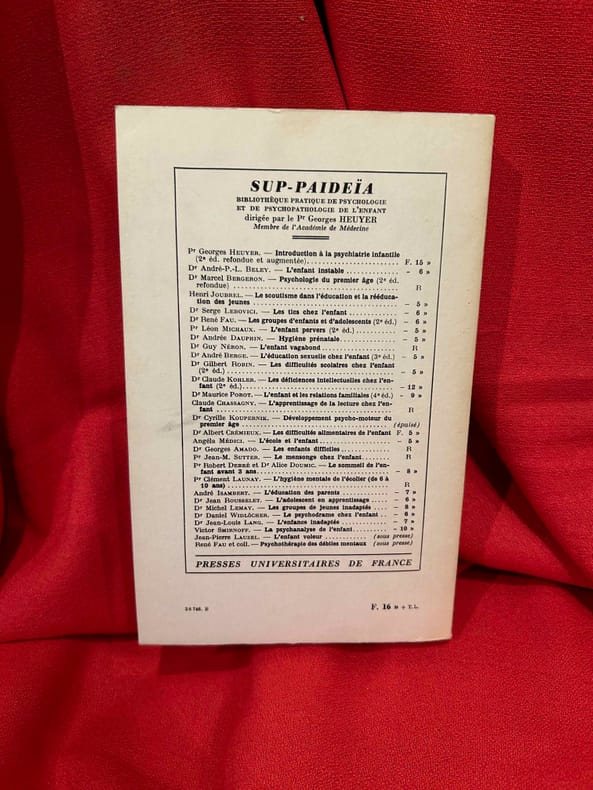 SUP-PAIDEÏA
BIBLIOTHÈQUE PRATIQUE DE PSYCHOLOGIE
ET DE PSYCHOPATHOLOGIE DE L'ENFANT
dirigée par le Pr Georges HEUYER
Membre de l'Académie de Médecine
Pr Georges HEUYER. — Introduction à la psychiatrie infantile
(2e éd. refondue et augmentée) F. 15 »
Dr André-P.-L. BELEY. — L'enfant instable – 6 »
Dr Marcel BERGERON. — Psychologie du premier âge (2e éd.
refondue) R
Henri JOUBREL. — Le scoutisme dans l'éducation et la rééduca-
tion des jeunes – 5 »
Dr Serge LEBOVICI. — Les tics chez l'enfant – 6 »
Dr René FAU. — Les groupes d'enfants et d'adolescents (2e éd.) – 6 »
Pr Léon MICHAUX. — L'enfant pervers (2e éd.) – 5 »
Dr Andrée DAUPHIN. — Hygiène prénatale – 5 »
Dr Guy NÉRON. — L'enfant vagabond R
Dr André BERGE. — L'éducation sexuelle chez l'enfant (3e éd.) – 5 »
Dr Gilbert ROBIN. — Les difficultés scolaires chez l'enfant
(2e éd.) – 5 »
Dr Claude KOHLER. — Les déficiences intellectuelles chez l'en-
fant (2e éd.) – 12 »
Dr Maurice POROT. — L'enfant et les relations familiales (4e éd.) – 9 »
Claude CHASSAGNY. — L'apprentissage de la lecture chez l'en-
fant R
Dr Cyrille KOUPERNIK. — Développement psycho-moteur du
premier âge (épuisé)
Dr Albert CRÉMIEUX. — Les difficultés alimentaires de l'enfant F. 5 »
Angéla MÉDICI. — L'école et l'enfant – 5 »
Dr Georges AMADO. — Les enfants difficiles R
Pr Jean-M. SUTTER. — Le mensonge chez l'enfant R
Pr Robert DEBRÉ et Dr Alice DOUMIC. — Le sommeil de l'en-
fant avant 3 ans – 8 »
Pr Clément LAUNAY. — L'hygiène mentale de l'écolier (de 6 à
10 ans) R
André ISAMBERT. — L'éducation des parents – 7 »
Dr Jean ROUSSELET. — L'adolescent en apprentissage – 6 »
Dr Michel LEMAY. — Les groupes de jeunes inadaptés – 8 »
Dr Daniel WIDLÖCHER. — Le psychodrame chez l'enfant – 6 »
Dr Jean-Louis LANG. — L'enfance inadaptée – 7 »
Victor SMIRNOFF. — La psychanalyse de l'enfant – 10 »
Jean-Pierre LAUZEL. — L'enfant voleur (sous presse)
René FAU et coll. — Psychothérapie des débiles mentaux (sous presse)
PRESSES UNIVERSITAIRES DE FRANCE
F. 16 » + T.L.